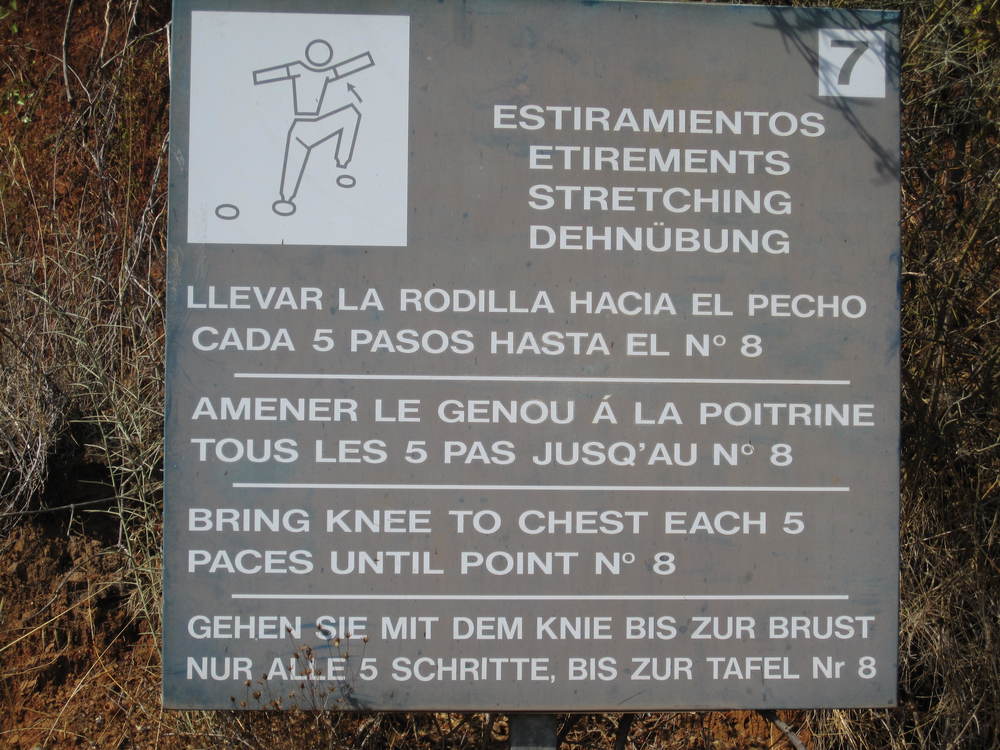 7
ESTIRAMIENTOS
ETIREMENTS
STRETCHING
DEHNÜBUNG
LLEVAR LA RODILLA HACIA EL PECHO
CADA 5 PASOS HASTA EL Nº 8
AMENER LE GENOU Á LA POITRINE
TOUS LES 5 PAS JUSQ'AU Nº 8
BRING KNEE TO CHEST EACH 5
PACES UNTIL POINT Nº 8
GEHEN SIE MIT DEM KNIE BIS ZUR BRUST
NUR ALLE 5 SCHRITTE, BIS ZUR TAFEL Nr 8